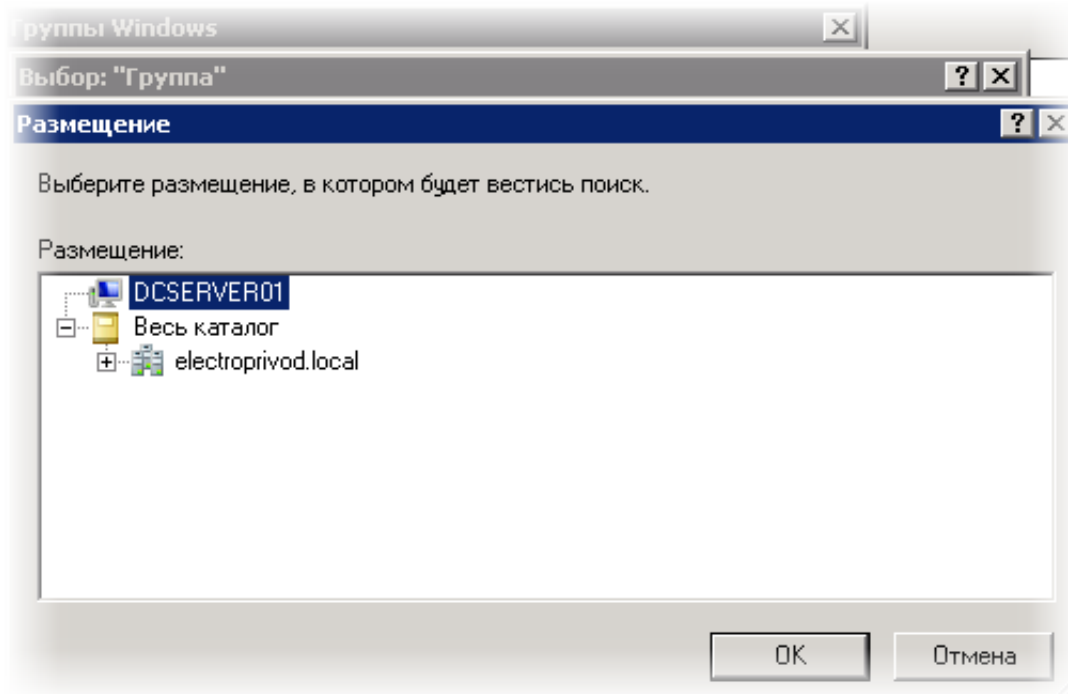 Группы Windows
Выбор: "Группа"
Размещение
Выберите размещение, в котором будет вестись поиск.
Размещение:
DCSERVER01
Весь каталог
electroprivod.local
OK
Отмена